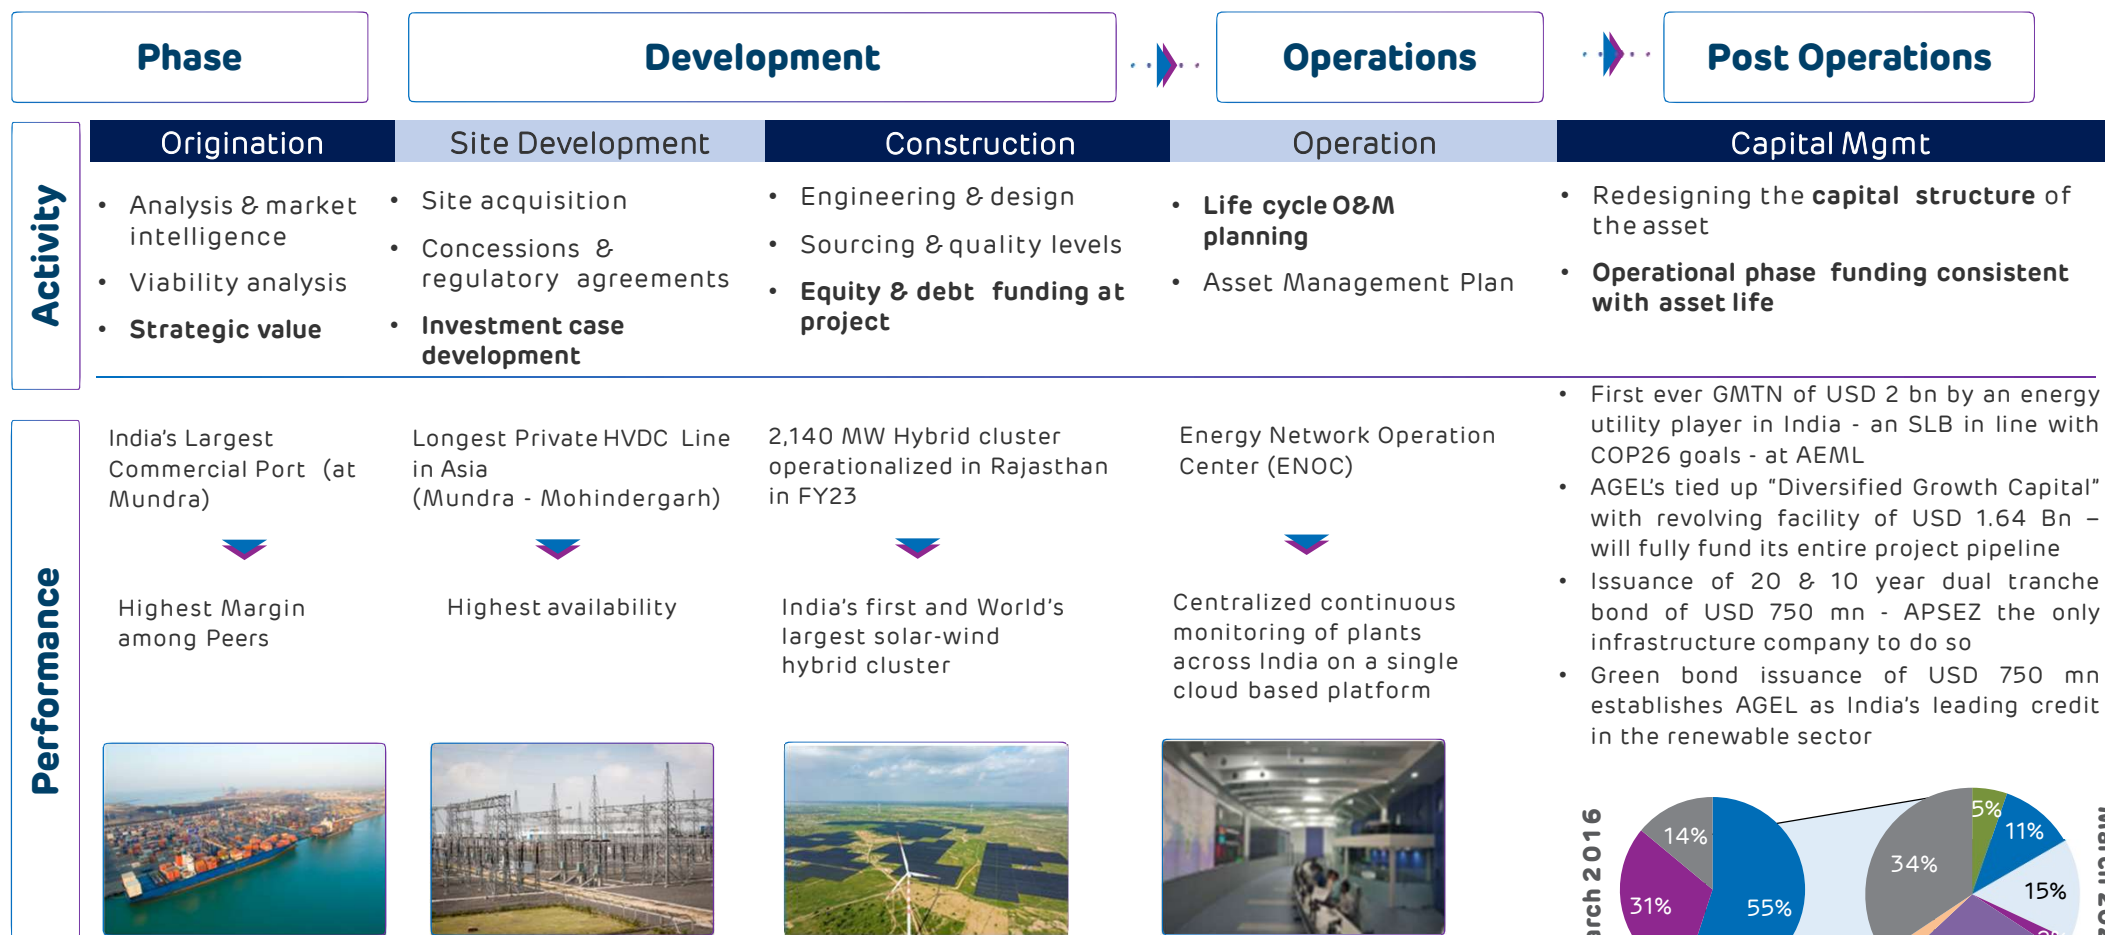 Phase
Development
Operations
Post Operations
Activity
Origination
Site Development
Construction
Operation
Capital Mgmt
• Analysis & market
intelligence
• Viability analysis
• Strategic value
• Site acquisition
• Concessions &
regulatory agreements
• Investment case
development
• Engineering & design
• Sourcing & quality levels
• Equity & debt funding at
project
• Life cycle O&M
planning
• Asset Management Plan
• Redesigning the capital structure of
the asset
• Operational phase funding consistent
with asset life
Performance
India's Largest
Commercial Port (at
Mundra)
Highest Margin
among Peers
Longest Private HVDC Line
in Asia
(Mundra - Mohindergarh)
Highest availability
2,140 MW Hybrid cluster
operationalized in Rajasthan
in FY23
India's first and World's
largest solar-wind
hybrid cluster
Energy Network Operation
Center (ENOC)
Centralized continuous
monitoring of plants
across India on a single
cloud based platform
• First ever GMTN of USD 2 bn by an energy
utility player in India - an SLB in line with
COP26 goals - at AEML
• AGEL's tied up “Diversified Growth Capital”
with revolving facility of USD 1.64 Bn –
will fully fund its entire project pipeline
• Issuance of 20 & 10 year dual tranche
bond of USD 750 mn - APSEZ the only
infrastructure company to do so
• Green bond issuance of USD 750 mn
establishes AGEL as India's leading credit
in the renewable sector
2016
14%
31%
55%
5%
11%
34%
15%